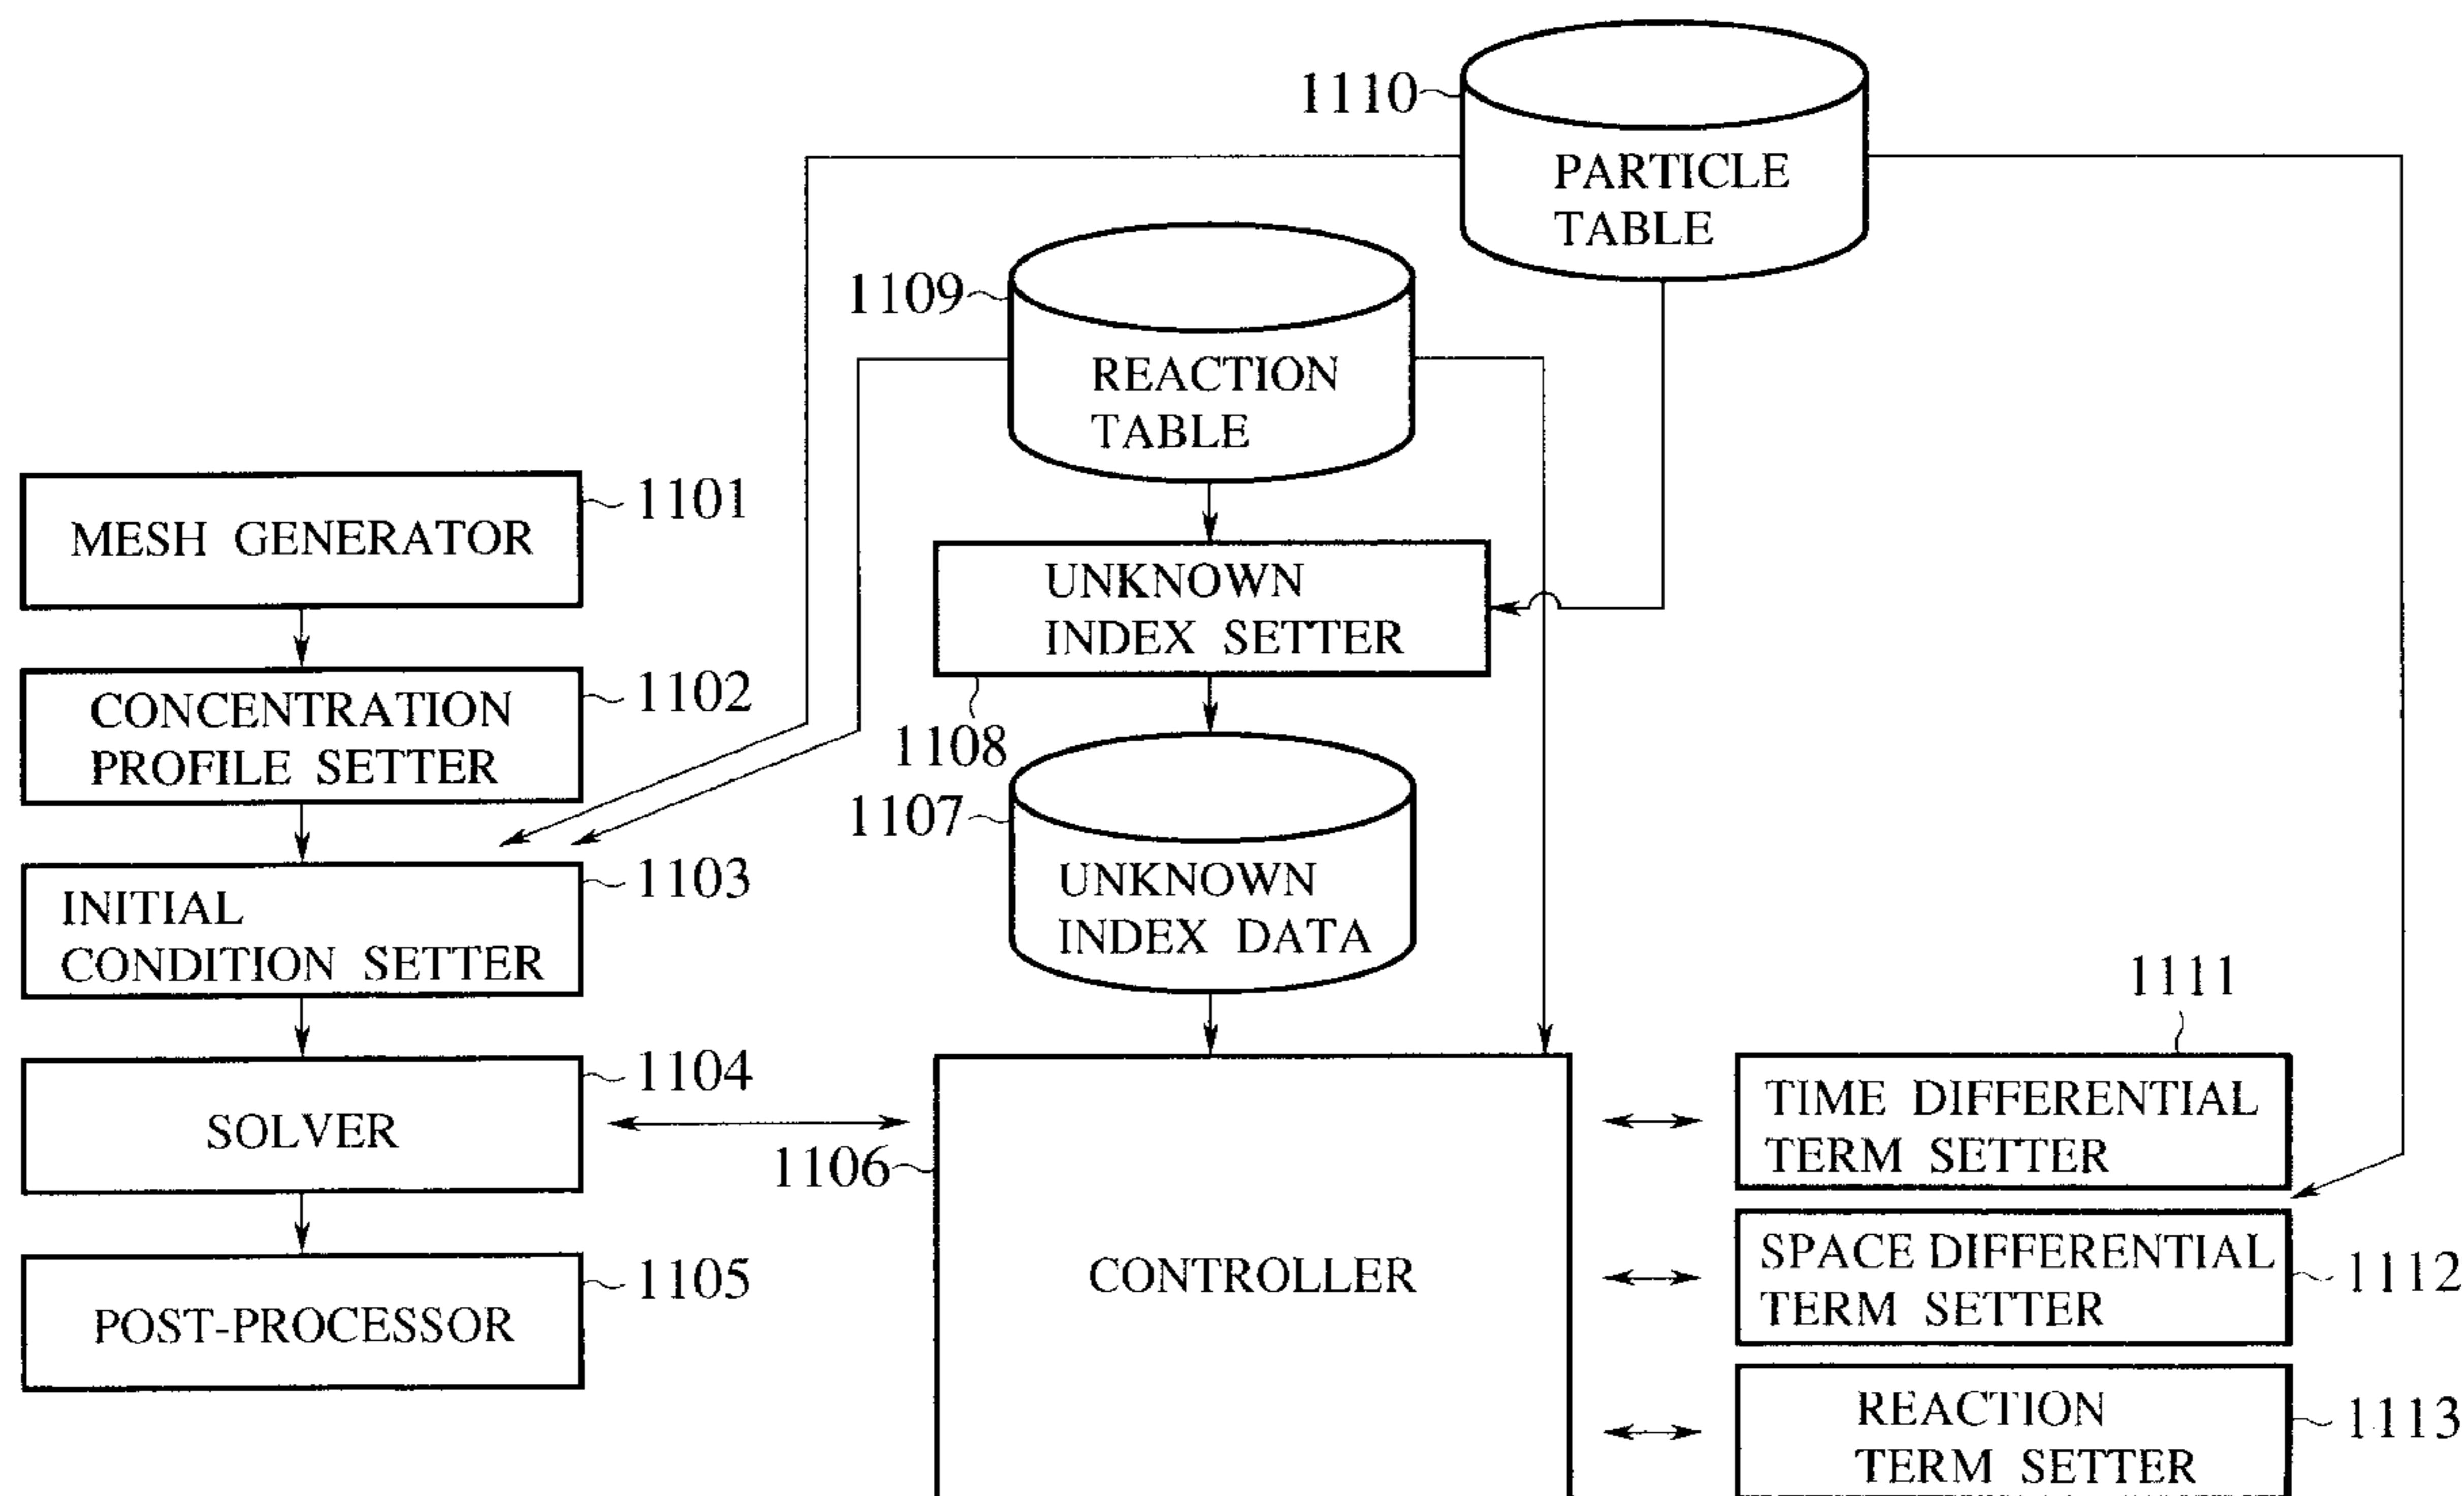 1110
PARTICLE
TABLE
1109
REACTION
TABLE
MESH GENERATOR
1101
UNKNOWN
INDEX SETTER
1108
CONCENTRATION
PROFILE SETTER
1102
1107
UNKNOWN
INDEX DATA
INITIAL
CONDITION SETTER
1103
SOLVER
1104
1106
CONTROLLER
1111
TIME DIFFERENTIAL
TERM SETTER
SPACE DIFFERENTIAL
TERM SETTER
1112
POST-PROCESSOR
1105
REACTION
TERM SETTER
1113